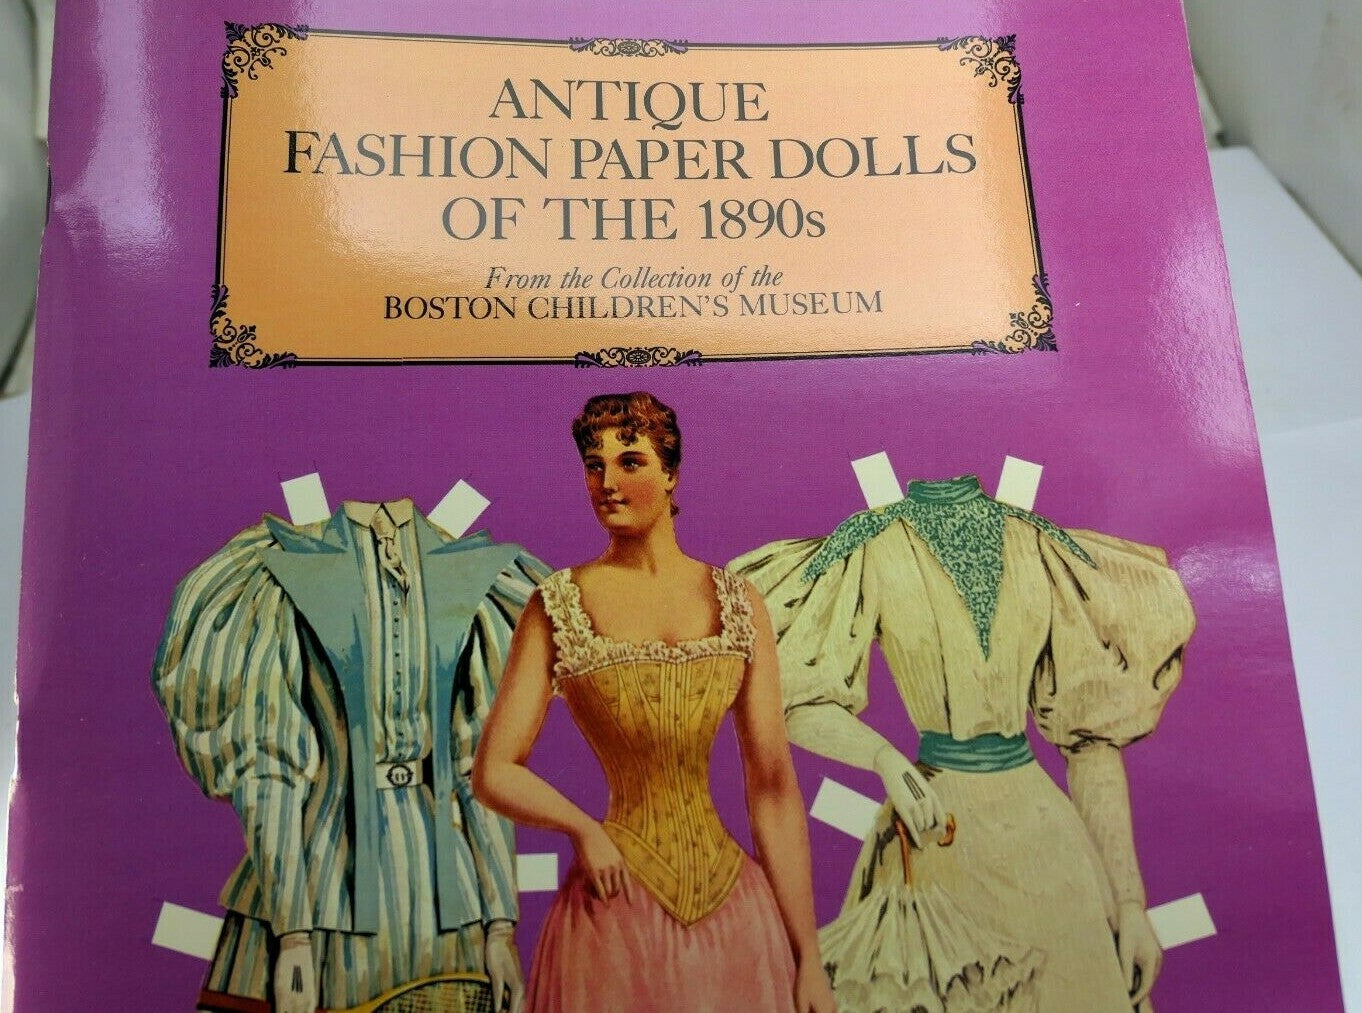 ANTIQUE
FASHION PAPER DOLLS
OF THE 1890s
From the Collection of the
BOSTON CHILDREN'S MUSEUM